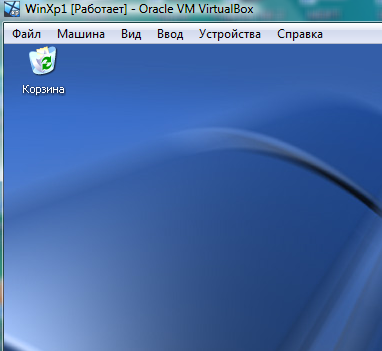 WinXp1 [Работает] - Oracle VM VirtualBox
Файл Машина Вид Ввод Устройства Справка
Корзина